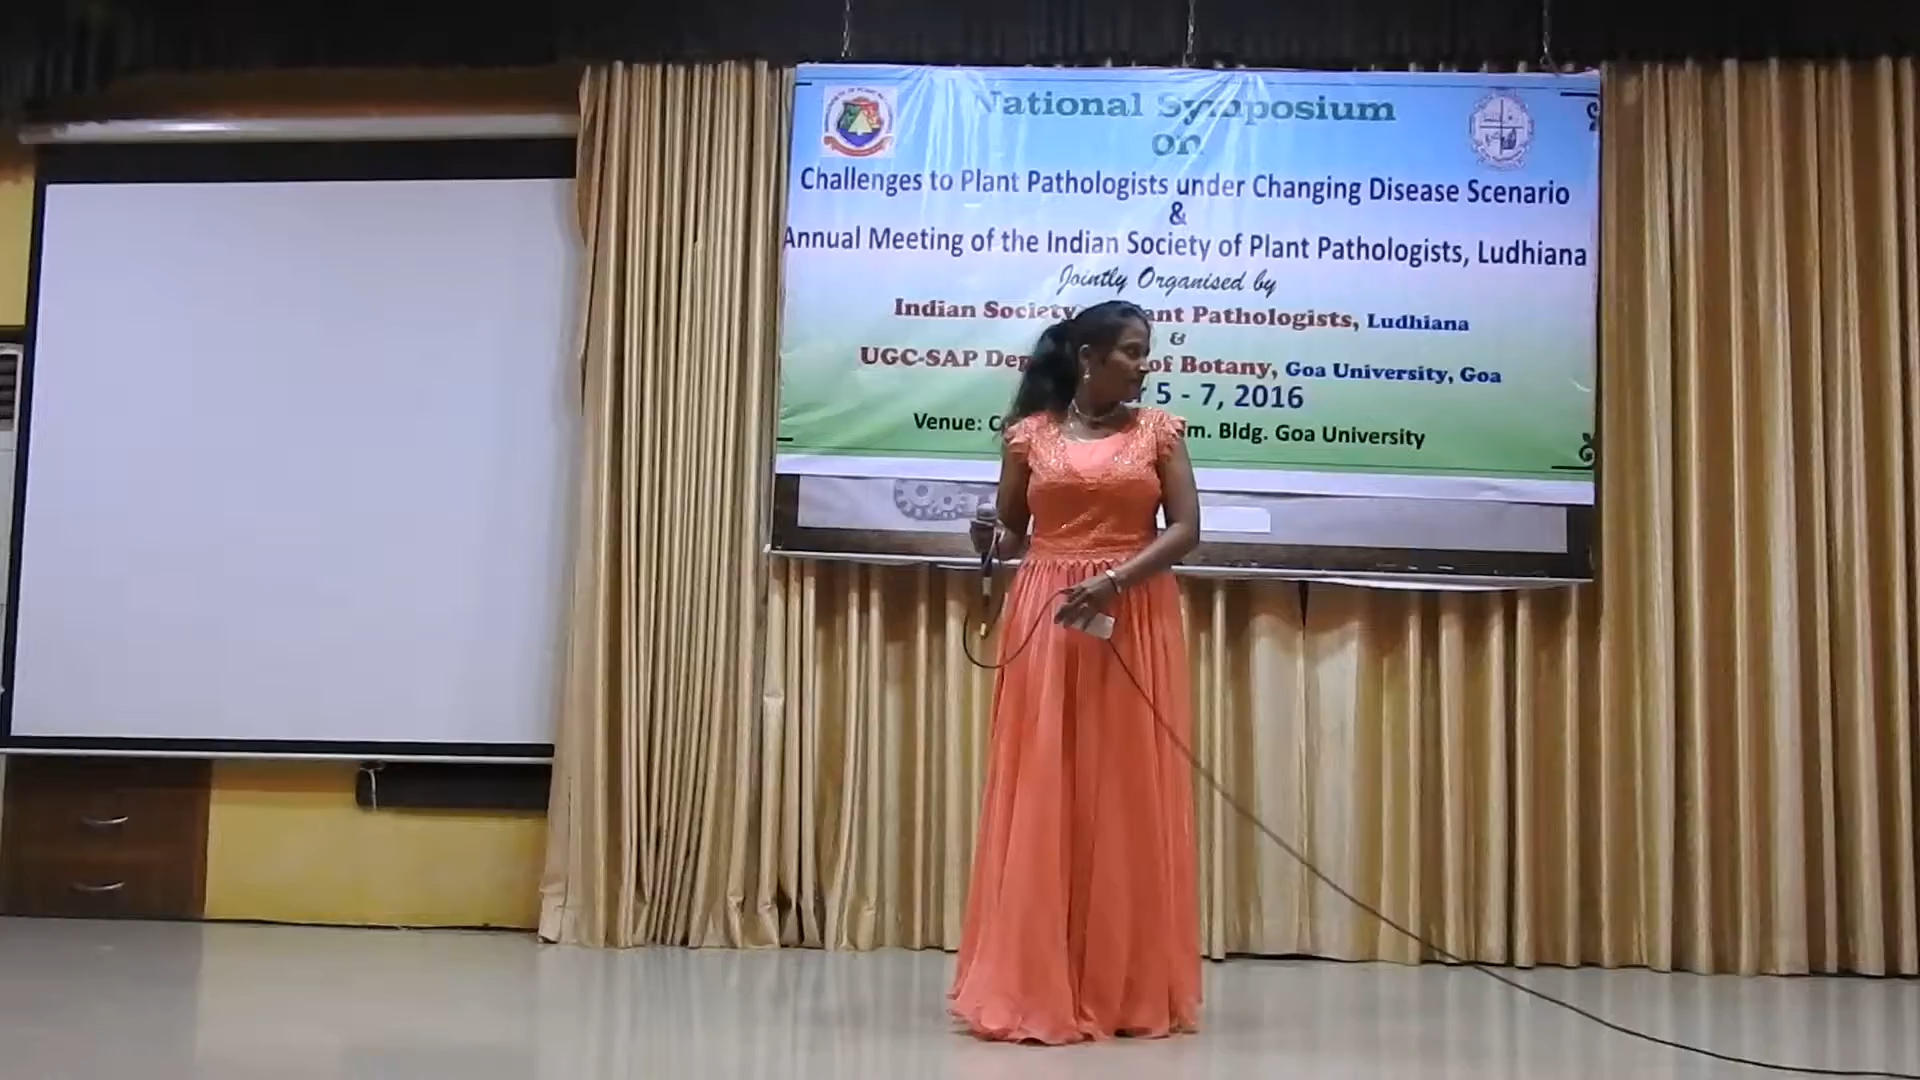 National Symposium
on
Challenges to Plant Pathologists under Changing Disease Scenario
&
Annual Meeting of the Indian Society of Plant Pathologists, Ludhiana
Jointly Organised by
Indian Society Plant Pathologists, Ludhiana
&
UGC-SAP of Botany, Goa University, Goa
5 - 7, 2016
Venue: Bldg. Goa University